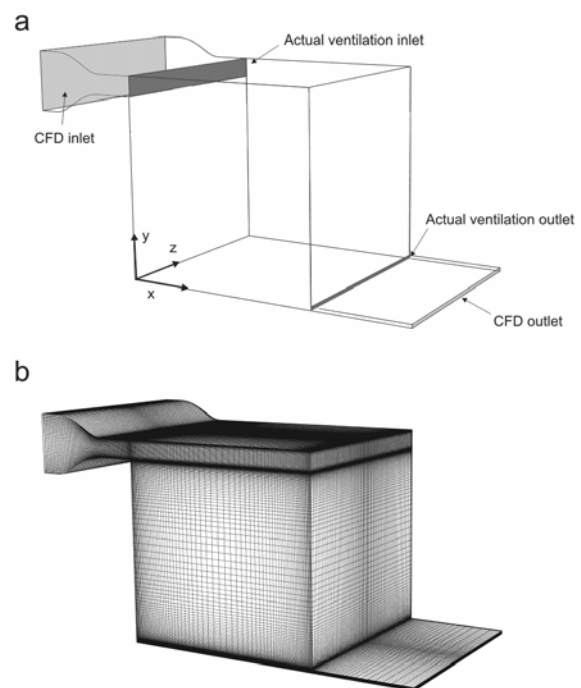 a
Actual ventilation inlet
CFD inlet
Actual ventilation outlet
y
z
x
CFD outlet
b